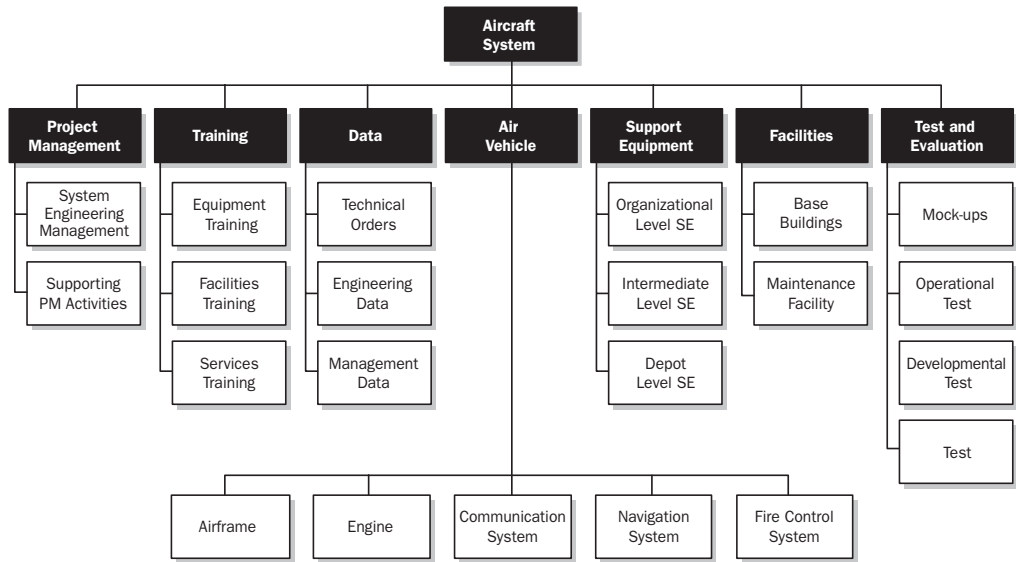 Aircraft
System
Project
Management
Training
Data
Air
Vehicle
Support
Equipment
Facilities
Test and
Evaluation
System
Engineering
Management
Equipment
Training
Technical
Orders
Organizational
Level SE
Base
Buildings
Mock-ups
Supporting
PM Activities
Facilities
Training
Engineering
Data
Intermediate
Level SE
Maintenance
Facility
Operational
Test
Services
Training
Management
Data
Depot
Level SE
Developmental
Test
Test
Airframe
Engine
Communication
System
Navigation
System
Fire Control
System